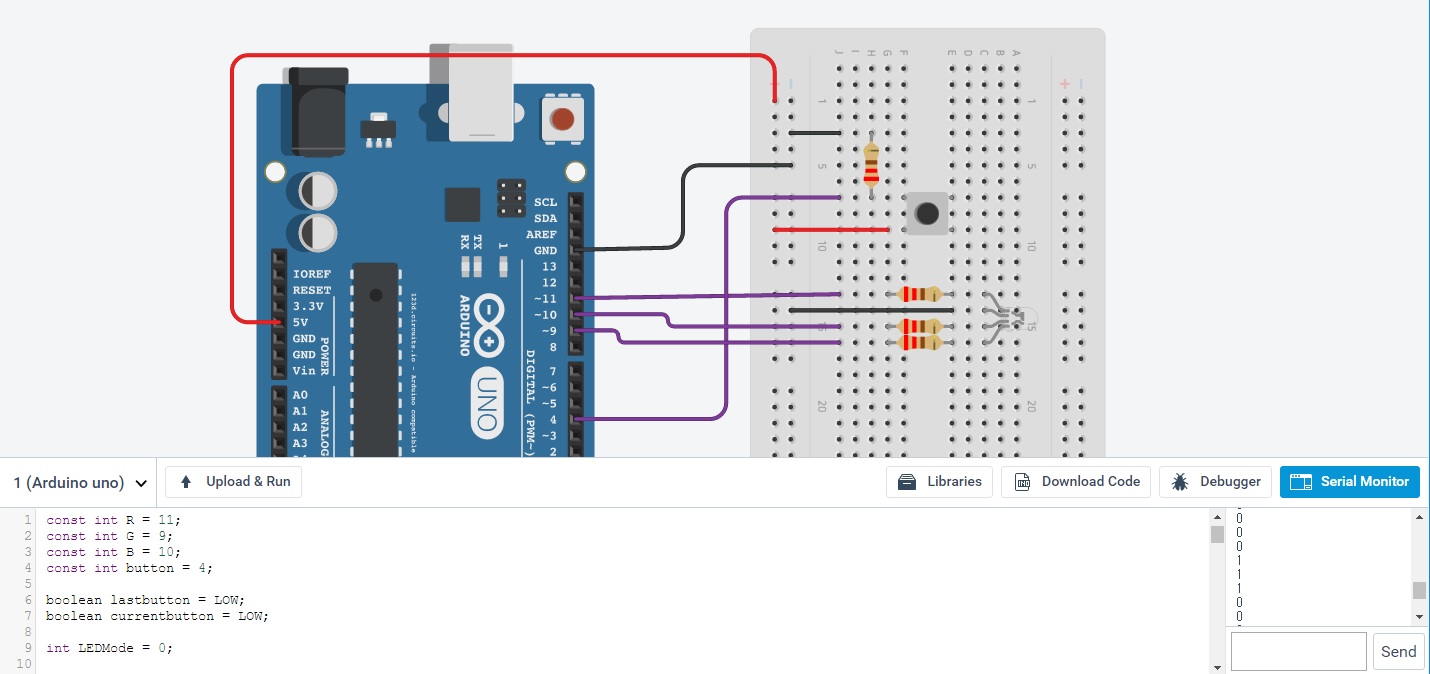 J I H G F E D C B A
+ − + −
1 1
5 5
10 10
15
20 20
SCL
SDA
AREF
GND
13
12
~11
~10
~9
8
7
~6
~5
4
~3
2
DIGITAL (PWM~)
RX TX 1
IOREF
RESET
3.3V
5V
GND
GND
Vin
POWER
A0
A1
A2
A3
ANALOG
123d.circuits.io - Arduino compatible
ARDUINO
UNO
1 (Arduino uno) Upload & Run Libraries Download Code Debugger Serial Monitor
1 const int R = 11;
2 const int G = 9;
3 const int B = 10;
4 const int button = 4;
5
6 boolean lastbutton = LOW;
7 boolean currentbutton = LOW;
8
9 int LEDMode = 0;
10
0
0
0
1
1
1
0
0
Send